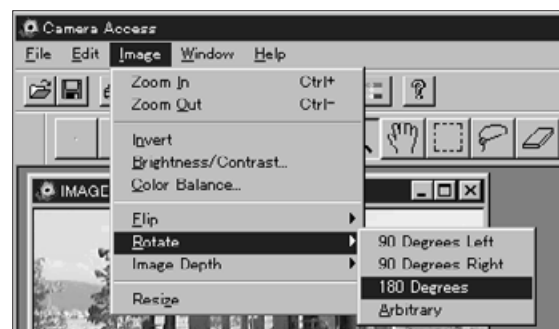 Camera Access
File Edit Image Window Help
Zoom In Ctrl+
Zoom Out Ctrl-
Invert
Brightness/Contrast...
Color Balance...
IMAGE
Flip
Rotate
90 Degrees Left
Image Depth
90 Degrees Right
180 Degrees
Resize
Arbitrary